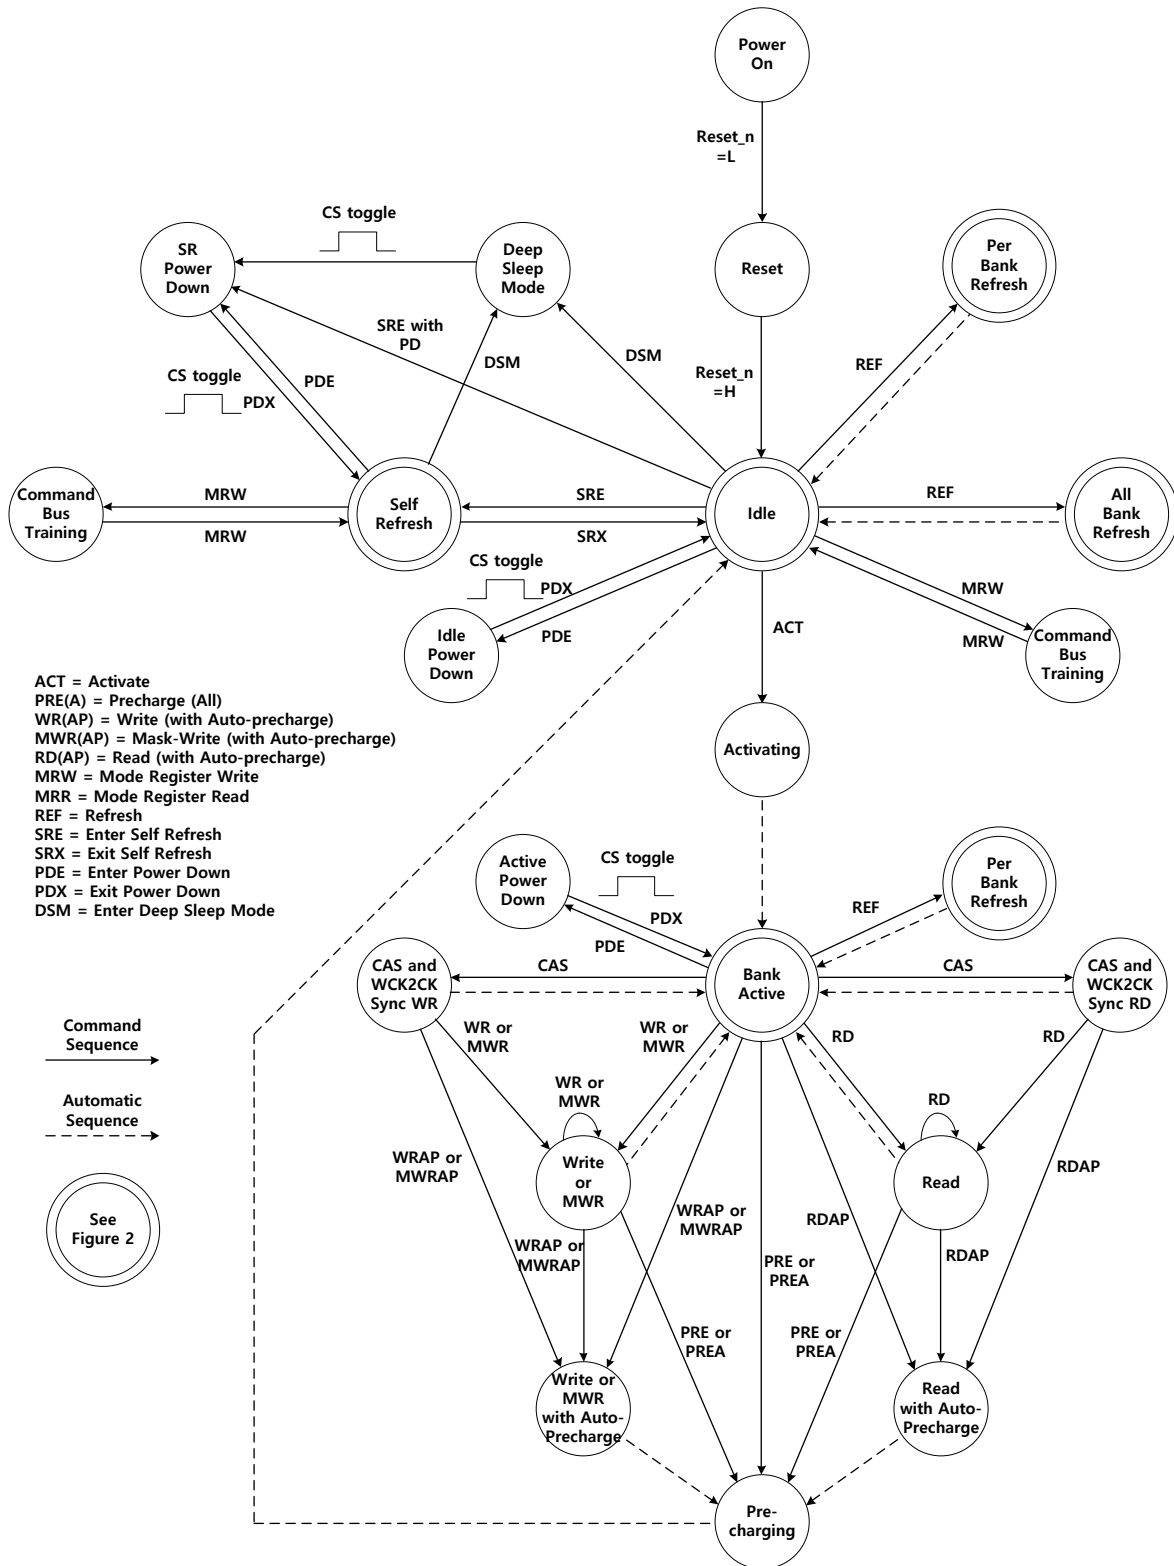 Power
On
Reset_n
=L
CS toggle
SR
Power
Down
Deep
Sleep
Mode
Reset
Per
Bank
Refresh
SRE with
PD
DSM
DSM
REF
Reset_n
=H
CS toggle
PDX
PDE
Command
Bus
Training
MRW
MRW
Self
Refresh
SRE
SRX
Idle
REF
All
Bank
Refresh
CS toggle
PDX
PDE
Idle
Power
Down
ACT
MRW
MRW
Command
Bus
Training
ACT = Activate
PRE(A) = Precharge (All)
WR(AP) = Write (with Auto-precharge)
MWR(AP) = Mask-Write (with Auto-precharge)
RD(AP) = Read (with Auto-precharge)
MRW = Mode Register Write
MRR = Mode Register Read
REF = Refresh
SRE = Enter Self Refresh
SRX = Exit Self Refresh
PDE = Enter Power Down
PDX = Exit Power Down
DSM = Enter Deep Sleep Mode
Activating
Active
Power
Down
CS toggle
PDX
PDE
Per
Bank
Refresh
REF
CAS and
WCK2CK
Sync WR
CAS
Bank
Active
CAS
CAS and
WCK2CK
Sync RD
Command
Sequence
Automatic
Sequence
See
Figure 2
WR or
MWR
WR or
MWR
RD
RD
WR or
MWR
RD
WRAP or
MWRAP
Write
or
MWR
Read
RDAP
WRAP or
MWRAP
WRAP or
MWRAP
RDAP
RDAP
PRE or
PREA
PRE or
PREA
PRE or
PREA
Write or
MWR
with Auto-
Precharge
Read
with Auto-
Precharge
Pre-
charging